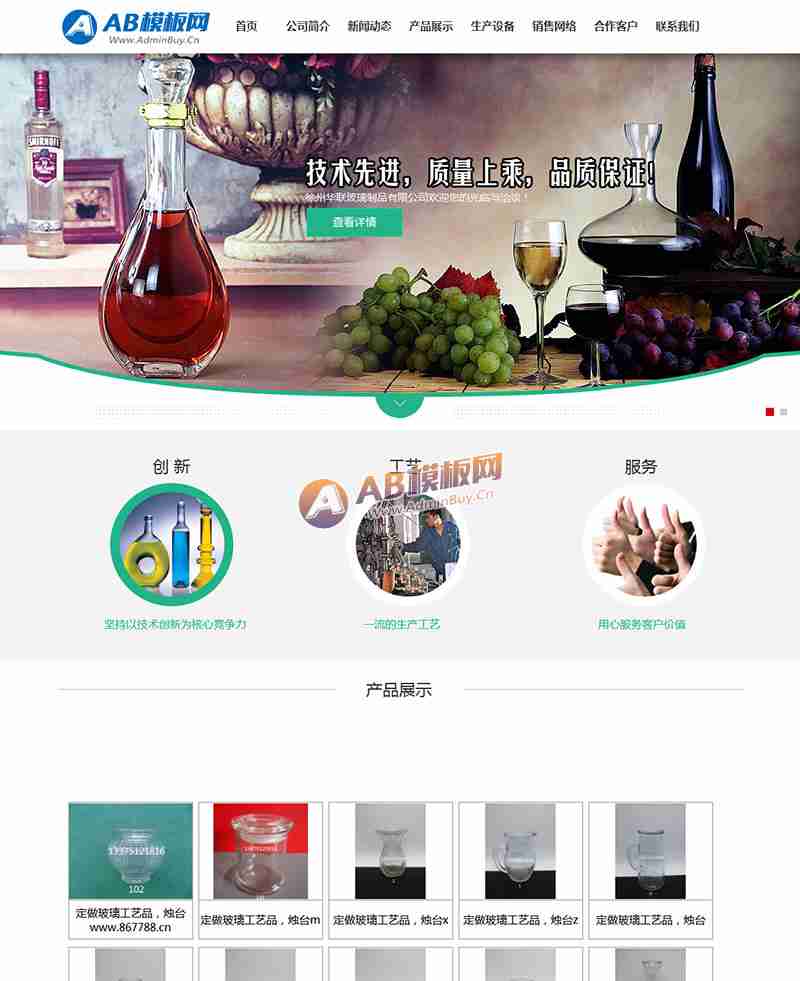 AB模板网
Www.AdminBuy.Cn
首页 公司简介 新闻动态 产品展示 生产设备 销售网络 合作客户 联系我们
SMIRNOFF
技术先进，质量上乘，品质保证!
徐州华联玻璃制品有限公司欢迎您的光临与洽谈！
查看详情
创 新 工艺 服务
AB模板网
www.AdminBuy.Cn
坚持以技术创新为核心竞争力 一流的生产工艺 用心服务客户价值
产品展示
13375121816
102
定做玻璃工艺品，烛台
www.867788.cn
定做玻璃工艺品，烛台m
定做玻璃工艺品，烛台x
定做玻璃工艺品，烛台z
定做玻璃工艺品，烛台